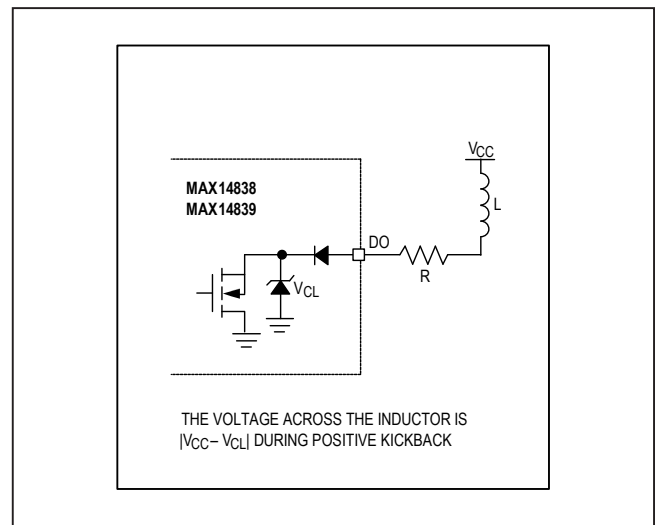 MAX14838
MAX14839
VCC
L
DO
R
VCL
THE VOLTAGE ACROSS THE INDUCTOR IS
|VCC– VCL| DURING POSITIVE KICKBACK